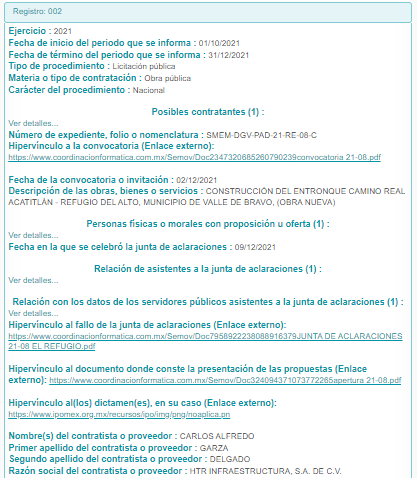 Registro: 002
Ejercicio : 2021
Fecha de inicio del periodo que se informa : 01/10/2021
Fecha de término del periodo que se informa : 31/12/2021
Tipo de procedimiento : Licitación pública
Materia o tipo de contratación : Obra pública
Carácter del procedimiento : Nacional
Posibles contratantes (1) :
Ver detalles...
Número de expediente, folio o nomenclatura : SMEM-DGV-PAD-21-RE-08-C
Hipervínculo a la convocatoria (Enlace externo):
https://www.coordinacioninformatica.com.mx/Semov/Doc2347320665260790239convocatoria 21-08.pdf
Fecha de la convocatoria o invitación : 02/12/2021
Descripción de las obras, bienes o servicios : CONSTRUCCIÓN DEL ENTRONQUE CAMINO REAL
ACATITLÁN - REFUGIO DEL ALTO, MUNICIPIO DE VALLE DE BRAVO, (OBRA NUEVA)
Personas físicas o morales con proposición u oferta (1) :
Ver detalles...
Fecha en la que se celebró la junta de aclaraciones : 09/12/2021
Relación de asistentes a la junta de aclaraciones (1) :
Ver detalles...
Relación con los datos de los servidores públicos asistentes a la junta de aclaraciones (1) :
Ver detalles...
Hipervínculo al fallo de la junta de aclaraciones (Enlace externo):
https://www.coordinacioninformatica.com.mx/Semov/Doc7958922238088916379JUNTA DE ACLARACIONES
21-08 EL REFUGIO.pdf
Hipervínculo al documento donde conste la presentación de las propuestas (Enlace
externo): https://www.coordinacioninformatica.com.mx/Semov/Doc324094371073772265apertura 21-08.pdf
Hipervínculo al(los) dictamen(es), en su caso (Enlace externo):
https://www.ipomex.org.mx/recursos/ipo/img/png/noaplica.pn
Nombre(s) del contratista o proveedor : CARLOS ALFREDO
Primer apellido del contratista o proveedor : GARZA
Segundo apellido del contratista o proveedor : DELGADO
Razón social del contratista o proveedor : HTR INFRAESTRUCTURA, S.A. DE C.V.